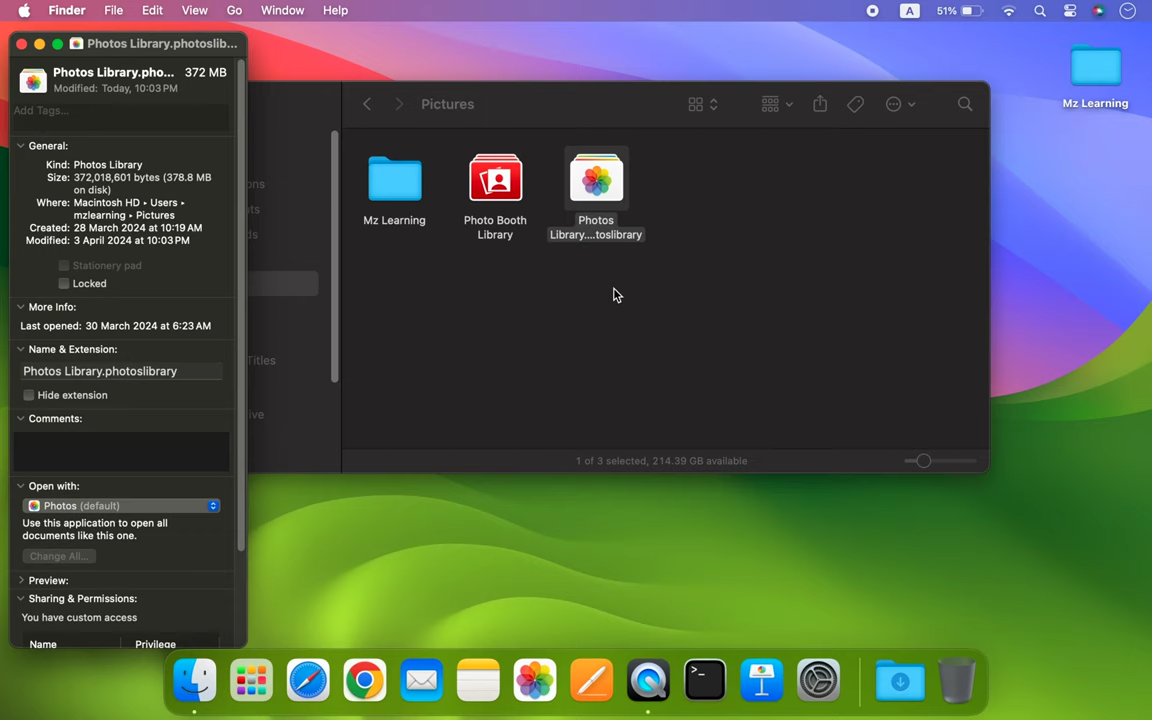 Finder File Edit View Go Window Help A 51%
Photos Library.photoslib...
Photos Library.pho... 372 MB
Modified: Today, 10:03 PM
Add Tags...
General:
Kind: Photos Library
Size: 372,018,601 bytes (378.8 MB
on disk)
Where: Macintosh HD ▸ Users ▸
mzlearning ▸ Pictures
Created: 28 March 2024 at 10:19 AM
Modified: 3 April 2024 at 10:03 PM
Stationery pad
Locked
More Info:
Last opened: 30 March 2024 at 6:23 AM
Name & Extension:
Photos Library.photoslibrary
Hide extension
Comments:
Open with:
Photos (default)
Use this application to open all
documents like this one.
Change All...
Preview:
Sharing & Permissions:
You have custom access
Name Privilege
ons
ts
ds
Titles
ive
Pictures
Mz Learning
Photo Booth
Library
Photos
Library....toslibrary
1 of 3 selected, 214.39 GB available
Mz Learning